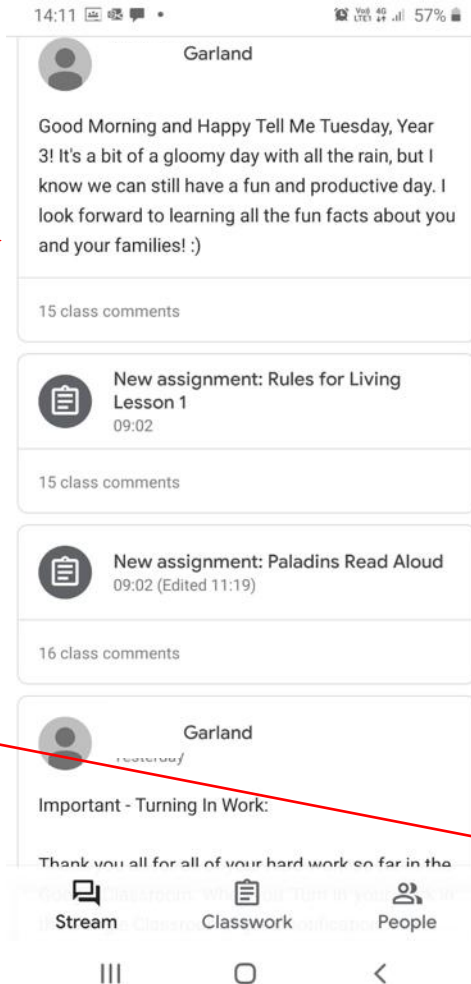 14:11 57%
Garland
Good Morning and Happy Tell Me Tuesday, Year
3! It's a bit of a gloomy day with all the rain, but I
know we can still have a fun and productive day. I
look forward to learning all the fun facts about you
and your families! :)
15 class comments
New assignment: Rules for Living
Lesson 1
09:02
15 class comments
New assignment: Paladins Read Aloud
09:02 (Edited 11:19)
16 class comments
Garland
Yesterday
Important - Turning In Work:
Thank you all for all of your hard work so far in the
Stream Classwork People